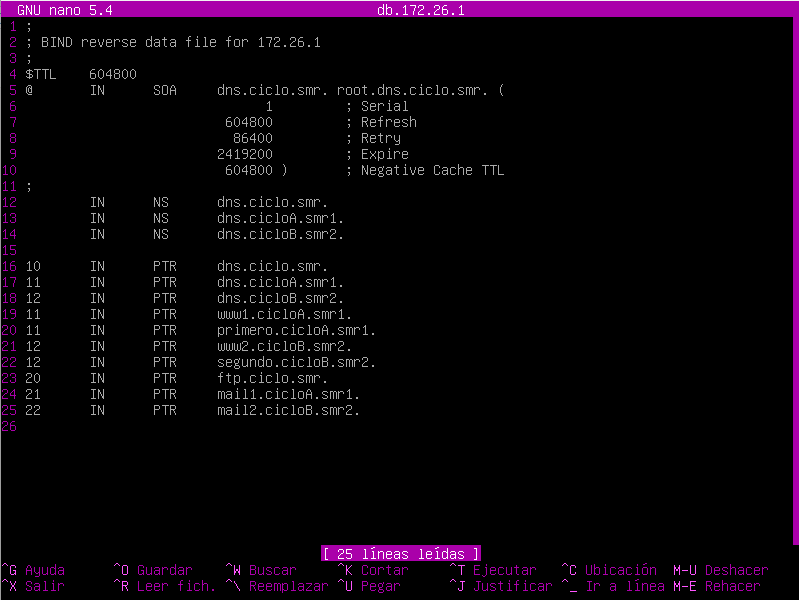 GNU nano 5.4 db.172.26.1
1 ;
2 ; BIND reverse data file for 172.26.1
3 ;
4 $TTL 604800
5 @ IN SOA dns.ciclo.smr. root.dns.ciclo.smr. (
6 1 ; Serial
7 604800 ; Refresh
8 86400 ; Retry
9 2419200 ; Expire
10 604800 ) ; Negative Cache TTL
11 ;
12 IN NS dns.ciclo.smr.
13 IN NS dns.cicloA.smr1.
14 IN NS dns.cicloB.smr2.
15
16 10 IN PTR dns.ciclo.smr.
17 11 IN PTR dns.cicloA.smr1.
18 12 IN PTR dns.cicloB.smr2.
19 11 IN PTR www1.cicloA.smr1.
20 11 IN PTR primero.cicloA.smr1.
21 12 IN PTR www2.cicloB.smr2.
22 12 IN PTR segundo.cicloB.smr2.
23 20 IN PTR ftp.ciclo.smr.
24 21 IN PTR mail1.cicloA.smr1.
25 22 IN PTR mail2.cicloB.smr2.
26
[ 25 líneas leídas ]
^G Ayuda ^O Guardar ^W Buscar ^K Cortar ^T Ejecutar ^C Ubicación M-U Deshacer
^X Salir ^R Leer fich. ^\ Reemplazar ^U Pegar ^J Justificar ^_ Ir a línea M-E Rehacer